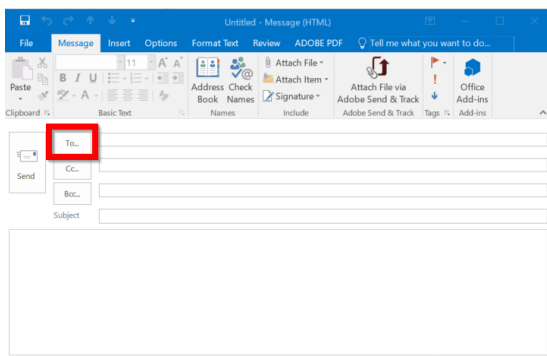 Untitled - Message (HTML)
File Message Insert Options Format Text Review ADOBE PDF Tell me what you want to do...
Paste
11 A A
B I U
A
Address Book
Check Names
Attach File
Attach Item
Signature
Attach File via
Adobe Send & Track
Office
Add-ins
Clipboard Basic Text Names Include Adobe Send & Track Tags Add-ins
Send
To...
Cc...
Bcc...
Subject